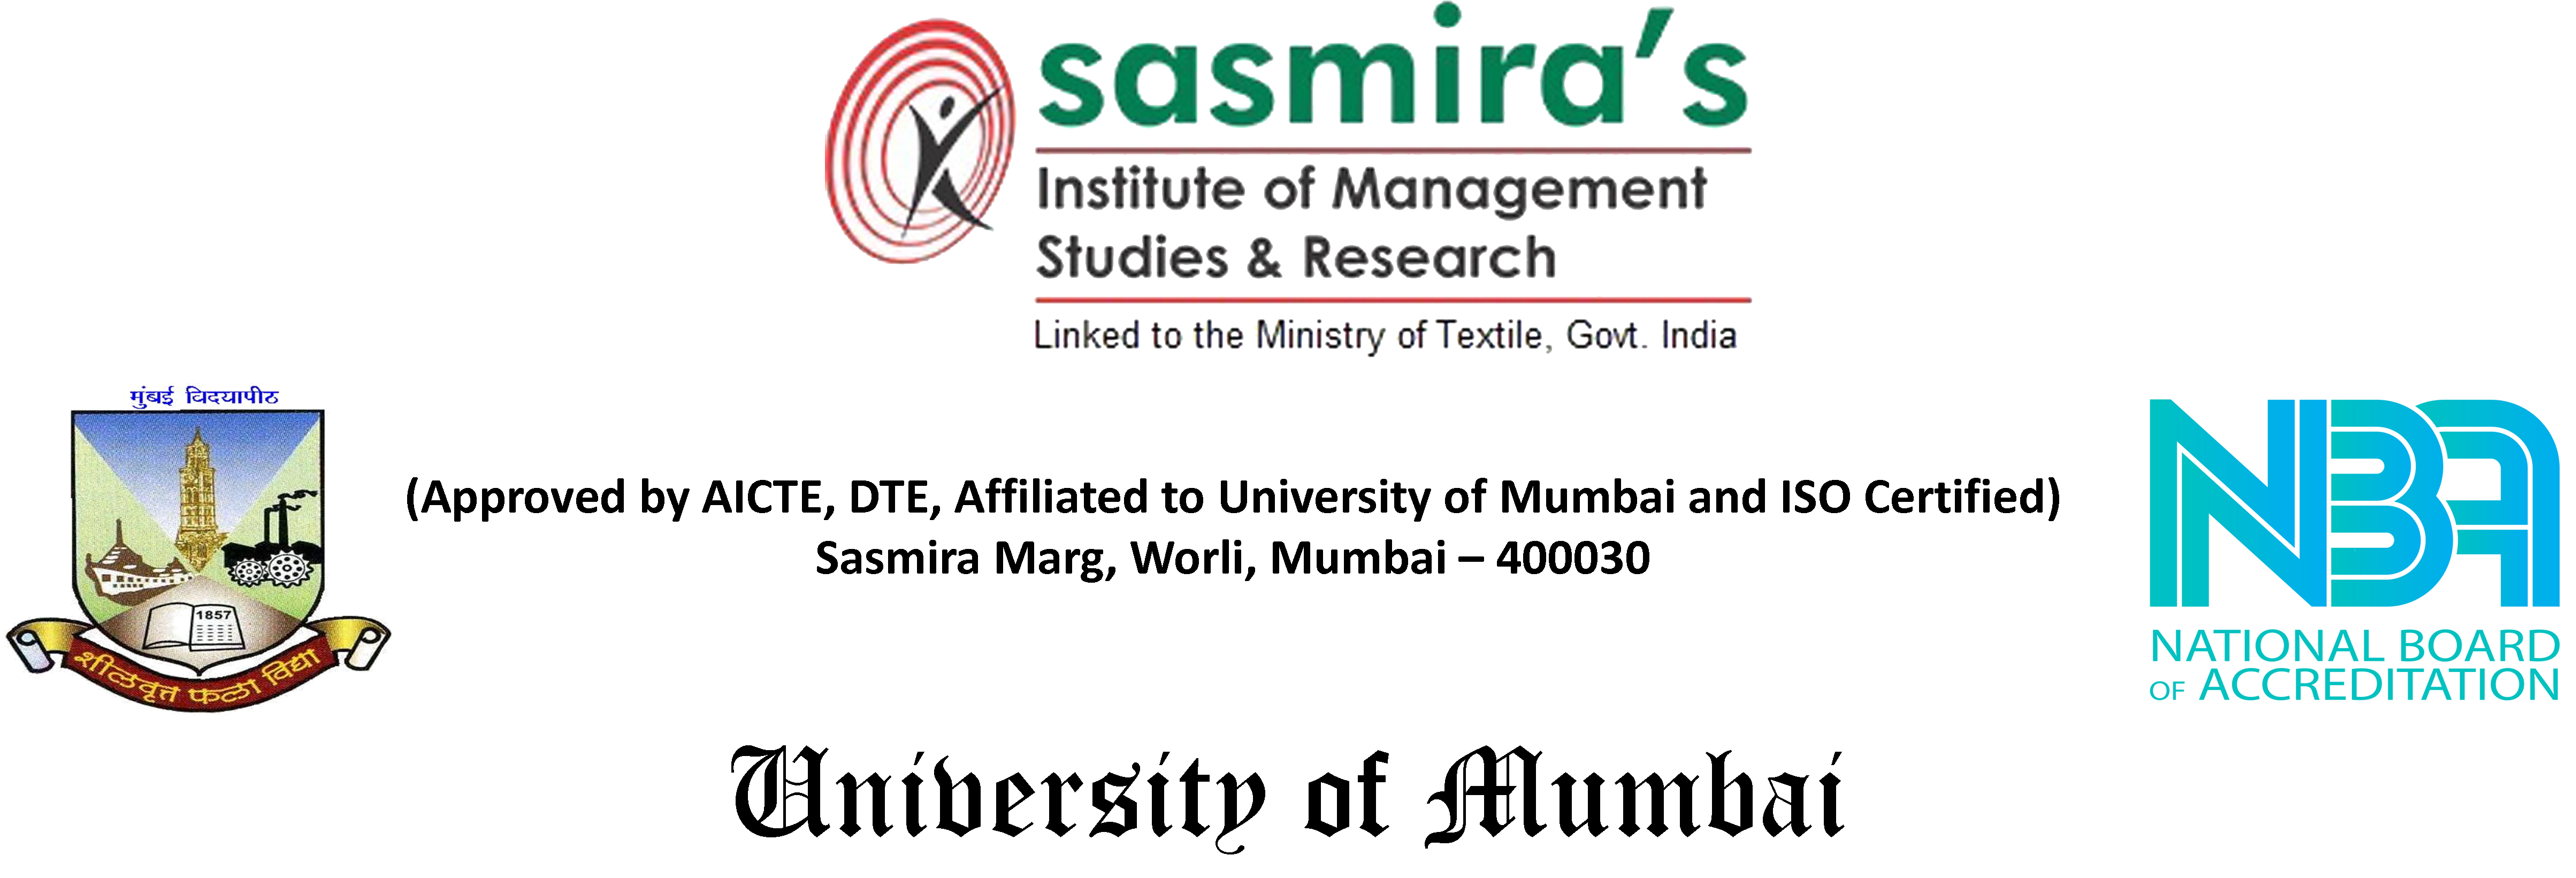 sasmira's
Institute of Management
Studies & Research
Linked to the Ministry of Textile, Govt. India
मुंबई विदयापीठ
1857
शीलवृत्त फला विद्या
(Approved by AICTE, DTE, Affiliated to University of Mumbai and ISO Certified)
Sasmira Marg, Worli, Mumbai – 400030
NBA
NATIONAL BOARD
OF ACCREDITATION
University of Mumbai